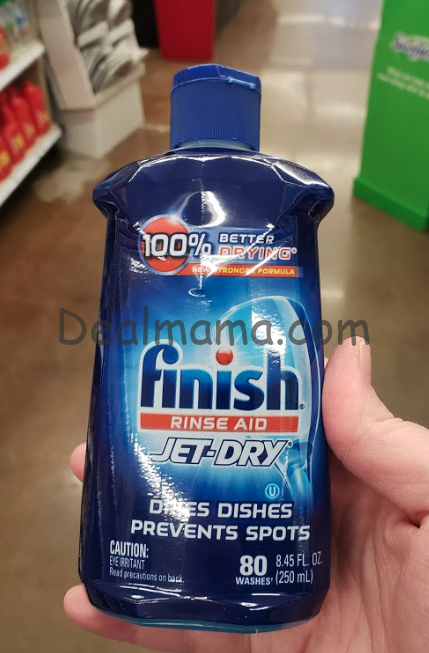 100% BETTER
DRYING*
NEW STRONGER FORMULA
Dealmama.com
finish®
RINSE AID
JET-DRY®
U
DRIES DISHES
PREVENTS SPOTS
CAUTION:
EYE IRRITANT
Read precautions on back.
80
WASHES†
8.45 FL. OZ.
(250 mL)